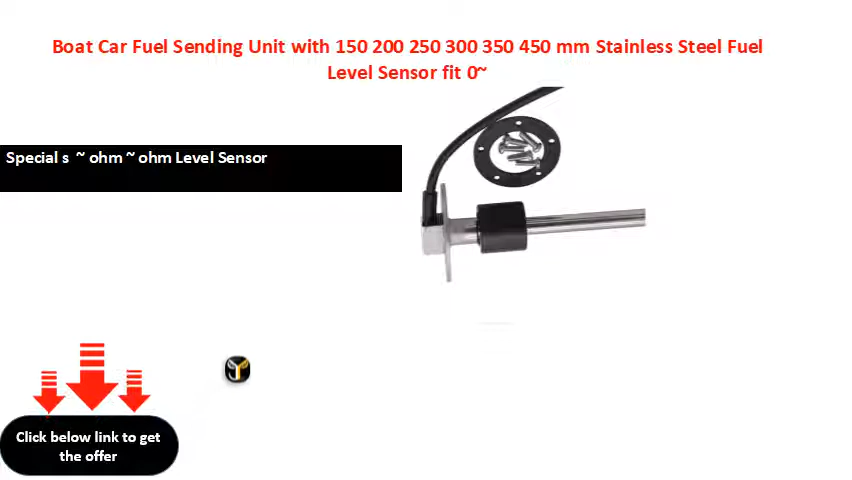 Boat Car Fuel Sending Unit with 150 200 250 300 350 450 mm Stainless Steel Fuel
Level Sensor fit 0~
Special s ~ ohm ~ ohm Level Sensor
Click below link to get
the offer